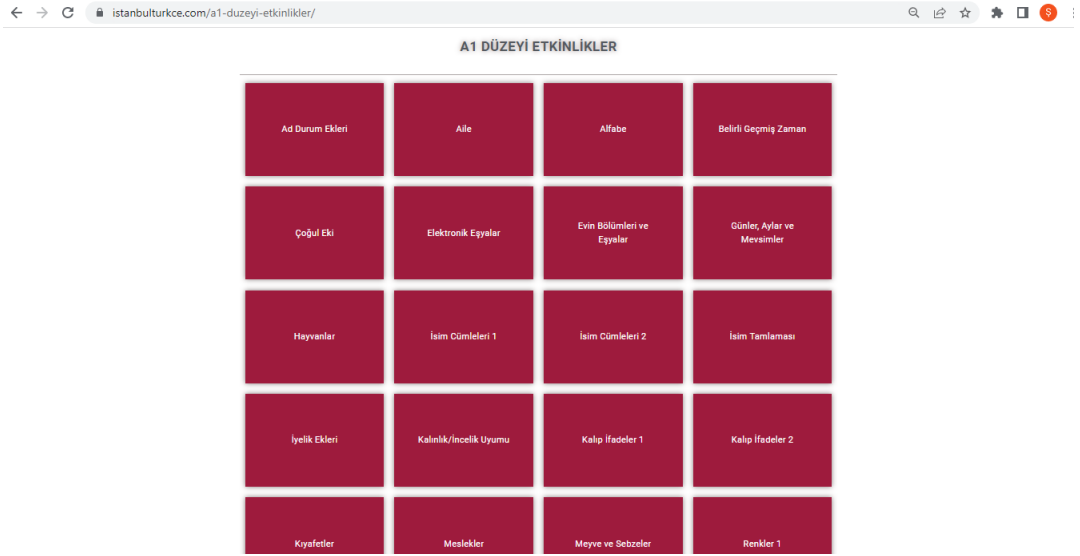 istanbulturkce.com/a1-duzeyi-etkinlikler/
Ş
A1 DÜZEYİ ETKİNLİKLER
Ad Durum Ekleri
Aile
Alfabe
Belirli Geçmiş Zaman
Çoğul Eki
Elektronik Eşyalar
Evin Bölümleri ve
Eşyalar
Günler, Aylar ve
Mevsimler
Hayvanlar
İsim Cümleleri 1
İsim Cümleleri 2
İsim Tamlaması
İyelik Ekleri
Kalınlık/İncelik Uyumu
Kalıp İfadeler 1
Kalıp İfadeler 2
Kıyafetler
Meslekler
Meyve ve Sebzeler
Renkler 1